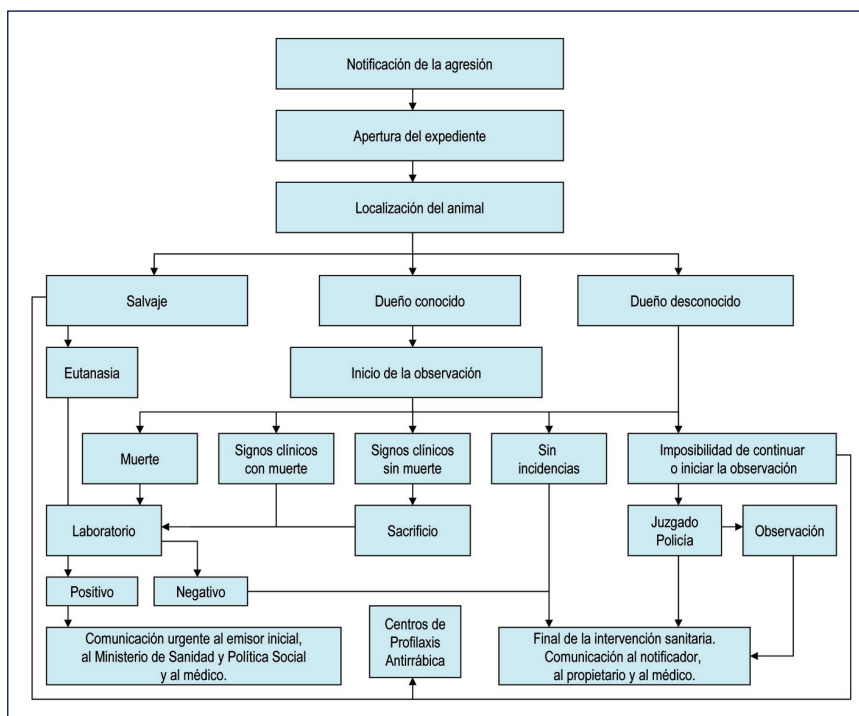 Notificación de la agresión
Apertura del expediente
Localización del animal
Salvaje
Dueño conocido
Dueño desconocido
Eutanasia
Inicio de la observación
Muerte
Signos clínicos
con muerte
Signos clínicos
sin muerte
Sin
incidencias
Imposibilidad de continuar
o iniciar la observación
Laboratorio
Sacrificio
Juzgado
Policía
Observación
Positivo
Negativo
Comunicación urgente al emisor inicial,
al Ministerio de Sanidad y Política Social
y al médico.
Centros de
Profilaxis
Antirrábica
Final de la intervención sanitaria.
Comunicación al notificador,
al propietario y al médico.